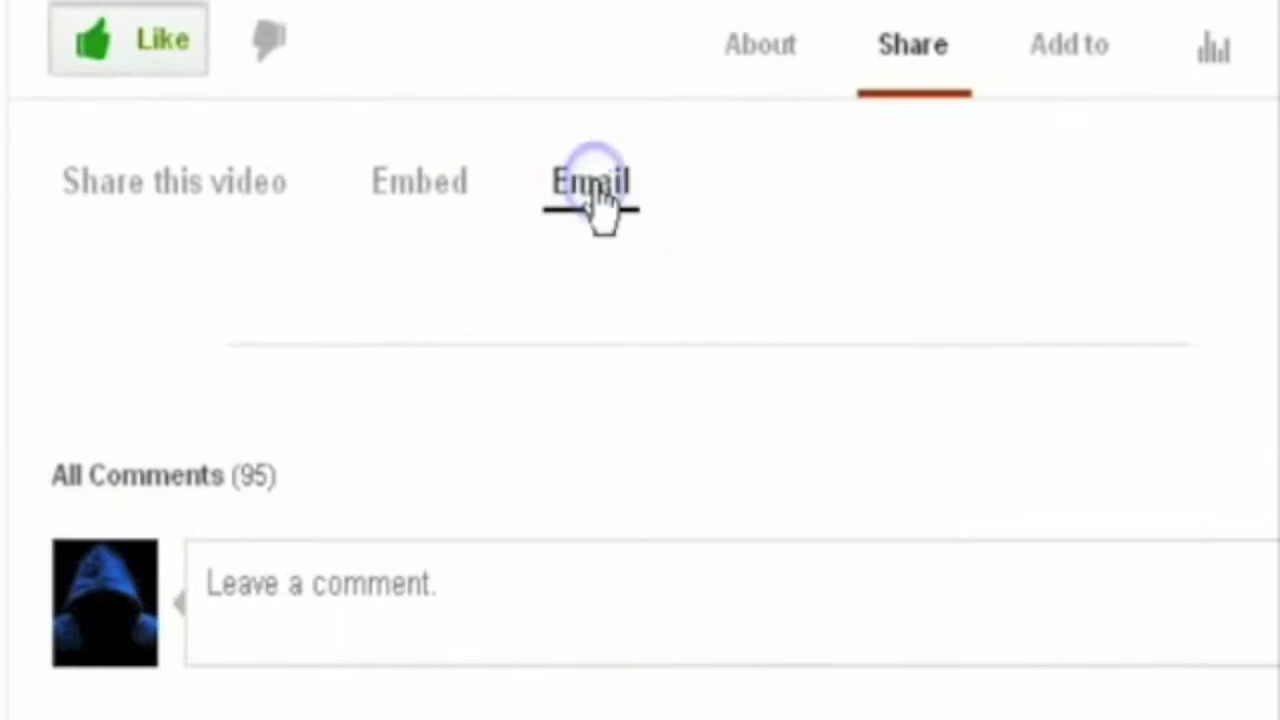 Like About Share Add to
Share this video Embed Email
All Comments (95)
Leave a comment.